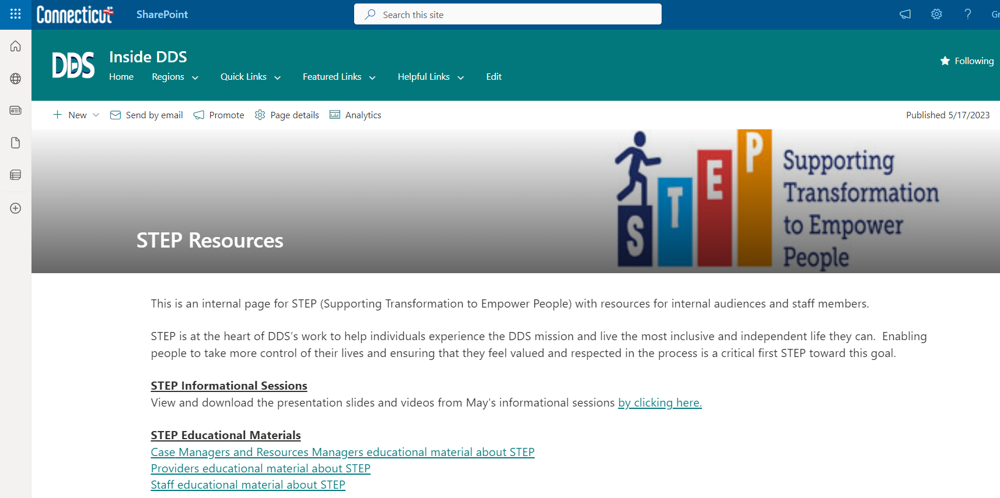 Connecticut
SharePoint
Search this site
DDS
Inside DDS
Following
Home Regions Quick Links Featured Links Helpful Links Edit
New Send by email Promote Page details Analytics
Published 5/17/2023
STEP
Supporting
Transformation
to Empower
People
STEP Resources
This is an internal page for STEP (Supporting Transformation to Empower People) with resources for internal audiences and staff members.
STEP is at the heart of DDS’s work to help individuals experience the DDS mission and live the most inclusive and independent life they can.  Enabling
people to take more control of their lives and ensuring that they feel valued and respected in the process is a critical first STEP toward this goal.
STEP Informational Sessions
View and download the presentation slides and videos from May's informational sessions by clicking here.
STEP Educational Materials
Case Managers and Resources Managers educational material about STEP
Providers educational material about STEP
Staff educational material about STEP